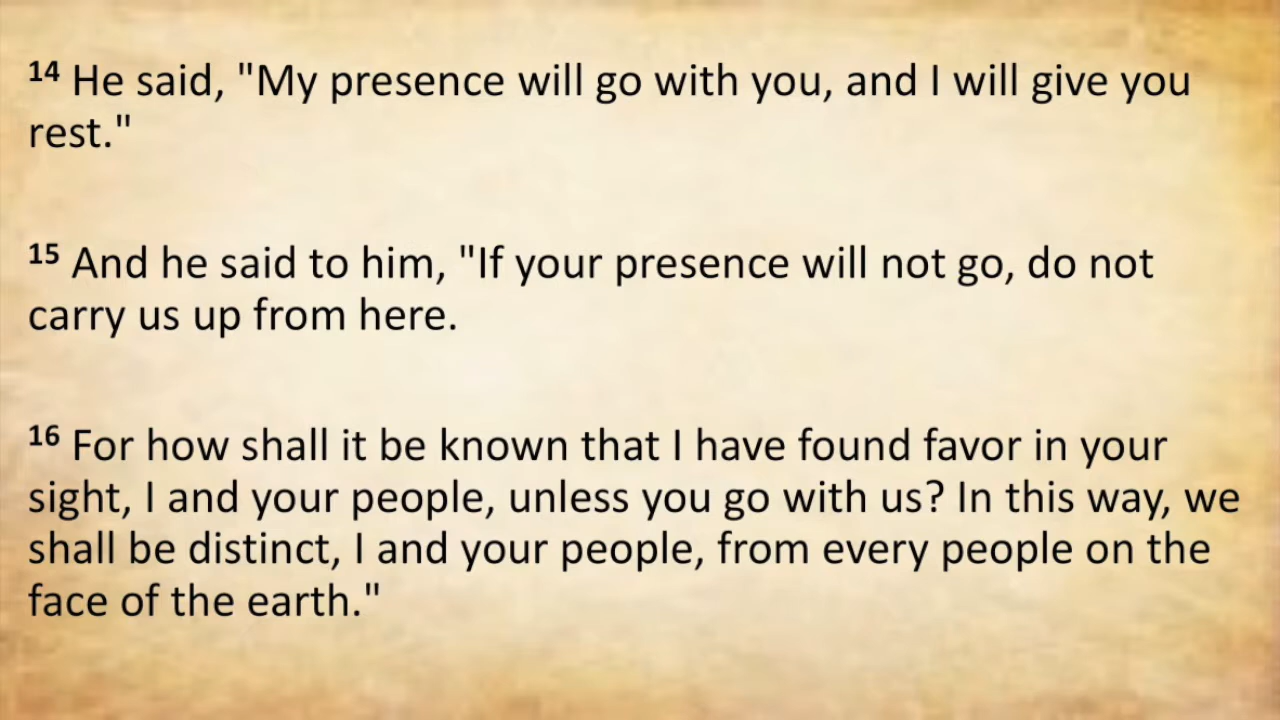 14 He said, "My presence will go with you, and I will give you
rest."
15 And he said to him, "If your presence will not go, do not
carry us up from here.
16 For how shall it be known that I have found favor in your
sight, I and your people, unless you go with us? In this way, we
shall be distinct, I and your people, from every people on the
face of the earth."